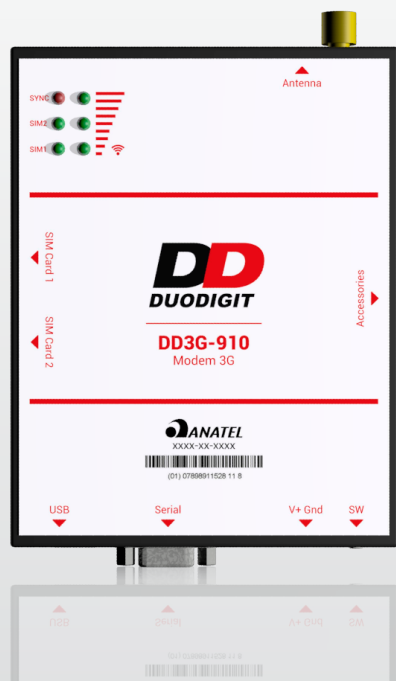 Antenna
SYNC
SIM2
SIM1
SIM Card 1
SIM Card 2
Accessories
DD
DUODIGIT
DD3G-910
Modem 3G
ANATEL
XXXX-XX-XXXX
(01) 07898911528 11 8
USB
Serial
V+ Gnd
SW